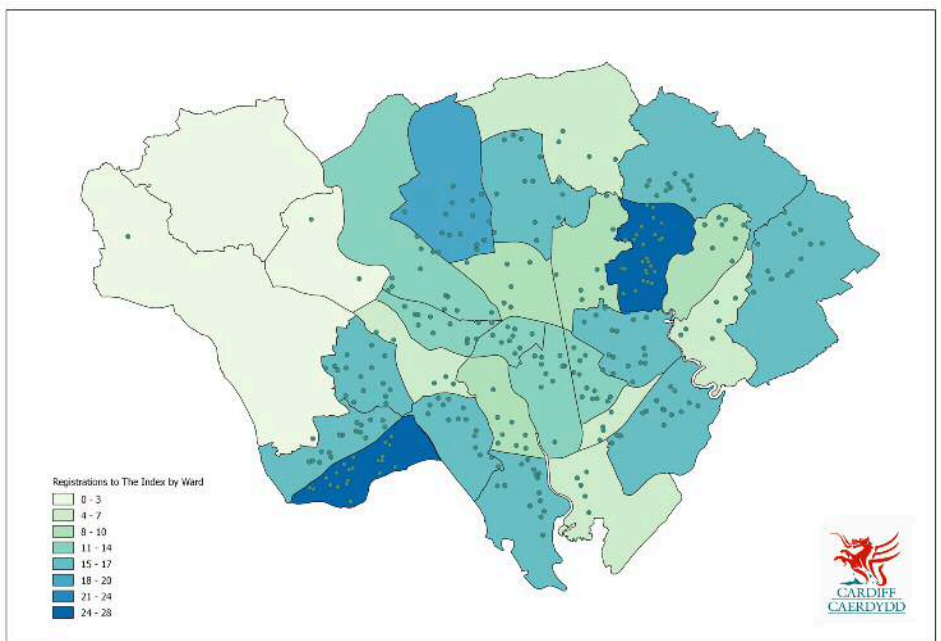 Registrations to The Index by Ward
0 - 3
4 - 7
8 - 10
11 - 14
15 - 17
18 - 20
21 - 24
24 - 28
CARDIFF
CAERDYDD